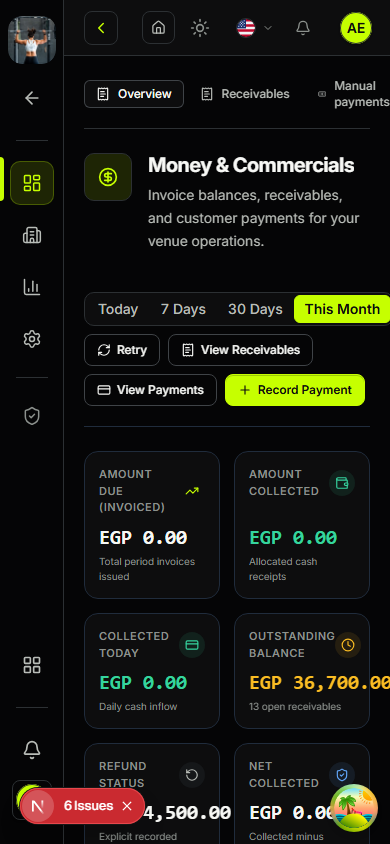 AE
Overview
Receivables
Manual
payments
Money & Commercials
Invoice balances, receivables,
and customer payments for your
venue operations.
Today
7 Days
30 Days
This Month
Retry
View Receivables
View Payments
+ Record Payment
AMOUNT
DUE
(INVOICED)
EGP 0.00
Total period invoices
issued
AMOUNT
COLLECTED
EGP 0.00
Allocated cash
receipts
COLLECTED
TODAY
EGP 0.00
Daily cash inflow
OUTSTANDING
BALANCE
EGP 36,700.00
13 open receivables
REFUND
STATUS
4,500.00
Explicit recorded
NET
COLLECTED
EGP 0.00
Collected minus
N
6 Issues